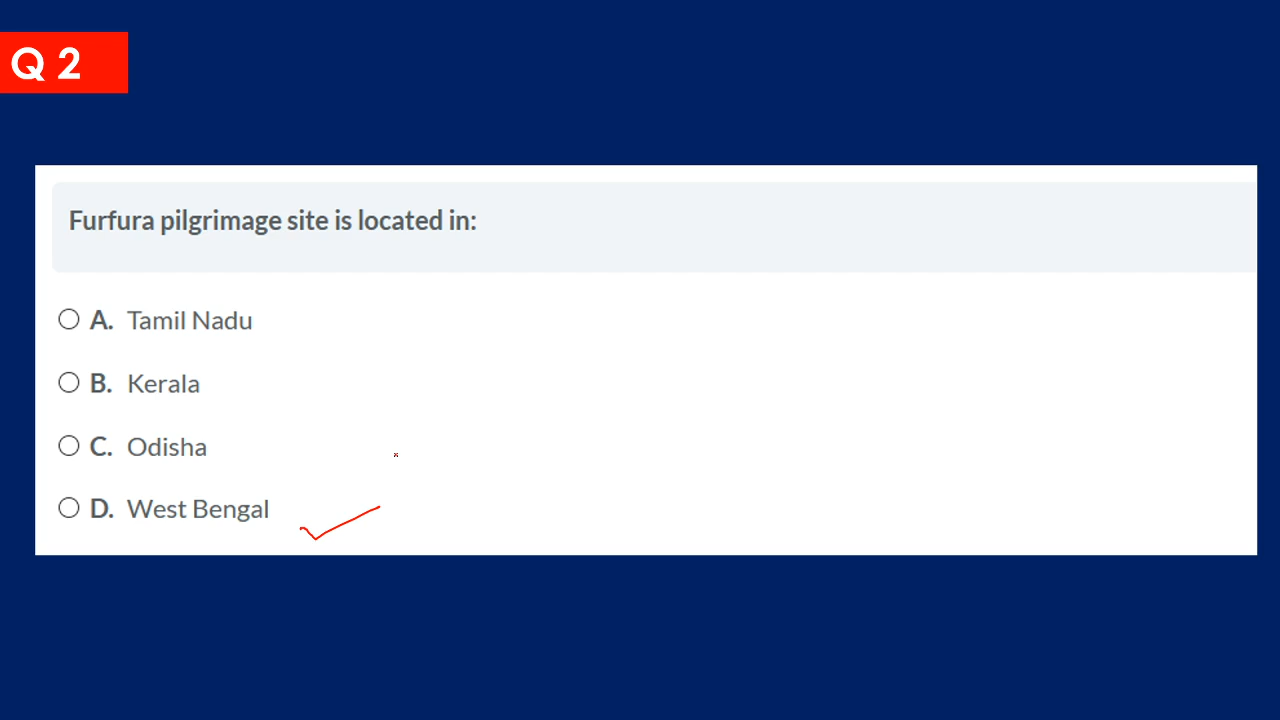 Q 2
Furfura pilgrimage site is located in:
A. Tamil Nadu
B. Kerala
C. Odisha
D. West Bengal